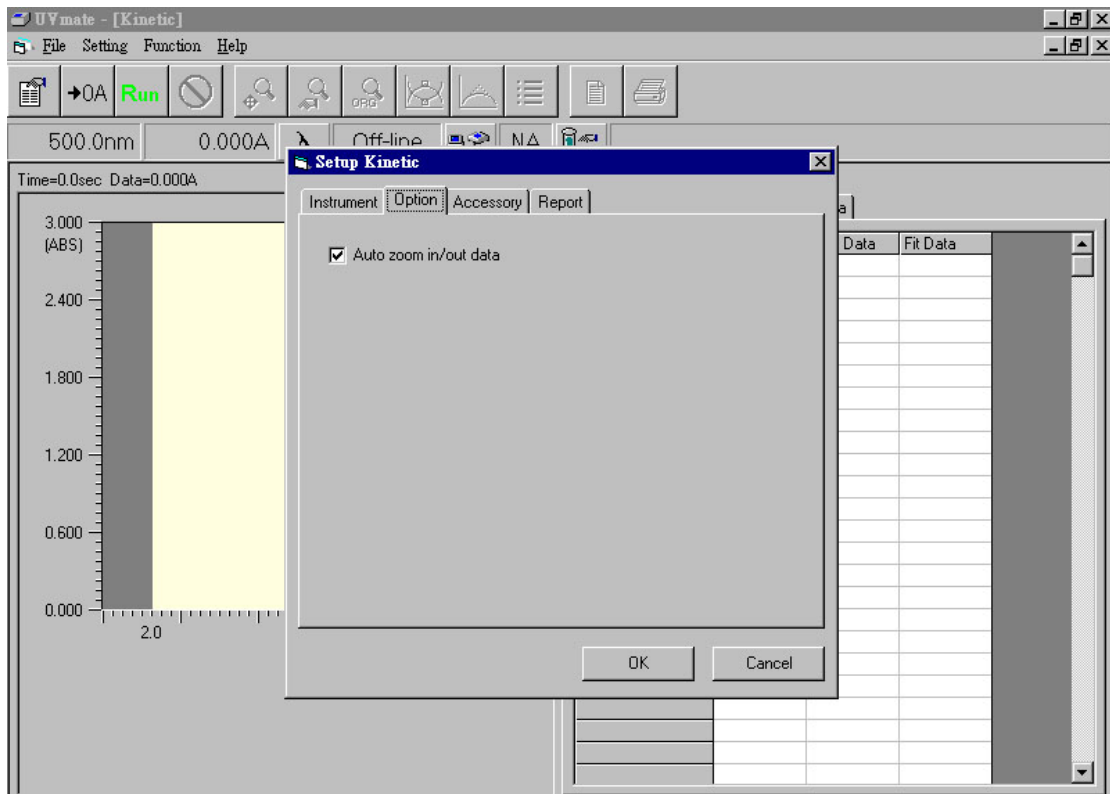 UVmate - [Kinetic]
File Setting Function Help
→0A Run ORG
500.0nm 0.000A λ Off-line NA
Setup Kinetic
Time=0.0sec Data=0.000A
Instrument Option Accessory Report
3.000
(ABS)
Data Fit Data
Auto zoom in/out data
2.400
1.800
1.200
0.600
0.000
2.0
OK Cancel